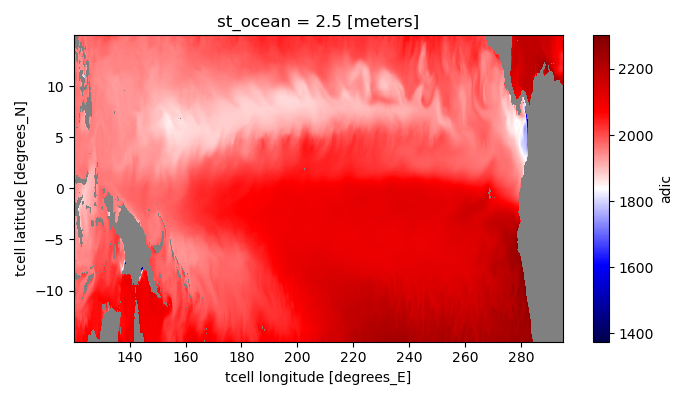 st_ocean = 2.5 [meters]
10
5
0
−5
−10
tcell latitude [degrees_N]
140 160 180 200 220 240 260 280
tcell longitude [degrees_E]
2200
2000
1800
1600
1400
adic